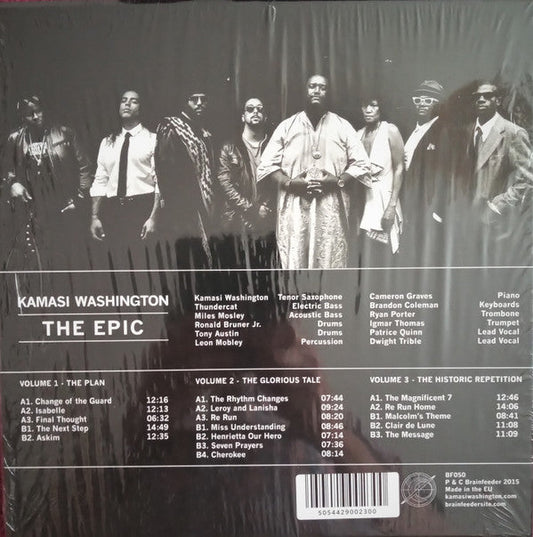 KAMASI WASHINGTON
THE EPIC
Kamasi Washington Tenor Saxophone
Thundercat Electric Bass
Miles Mosley Acoustic Bass
Ronald Bruner Jr. Drums
Tony Austin Drums
Leon Mobley Percussion
Cameron Graves Piano
Brandon Coleman Keyboards
Ryan Porter Trombone
Igmar Thomas Trumpet
Patrice Quinn Lead Vocal
Dwight Trible Lead Vocal
VOLUME 1 - THE PLAN
A1. Change of the Guard 12:16
A2. Isabelle 12:13
A3. Final Thought 06:32
B1. The Next Step 14:49
B2. Askim 12:35
VOLUME 2 - THE GLORIOUS TALE
A1. The Rhythm Changes 07:44
A2. Leroy and Lanisha 09:24
A3. Re Run 08:20
B1. Miss Understanding 08:46
B2. Henrietta Our Hero 07:14
B3. Seven Prayers 07:36
B4. Cherokee 08:14
VOLUME 3 - THE HISTORIC REPETITION
A1. The Magnificent 7 12:46
A2. Re Run Home 14:06
B1. Malcolm's Theme 08:41
B2. Clair de Lune 11:08
B3. The Message 11:09
5054429002300
BF050
P & C Brainfeeder 2015
Made in the EU
kamasiwashington.com
brainfeedersite.com